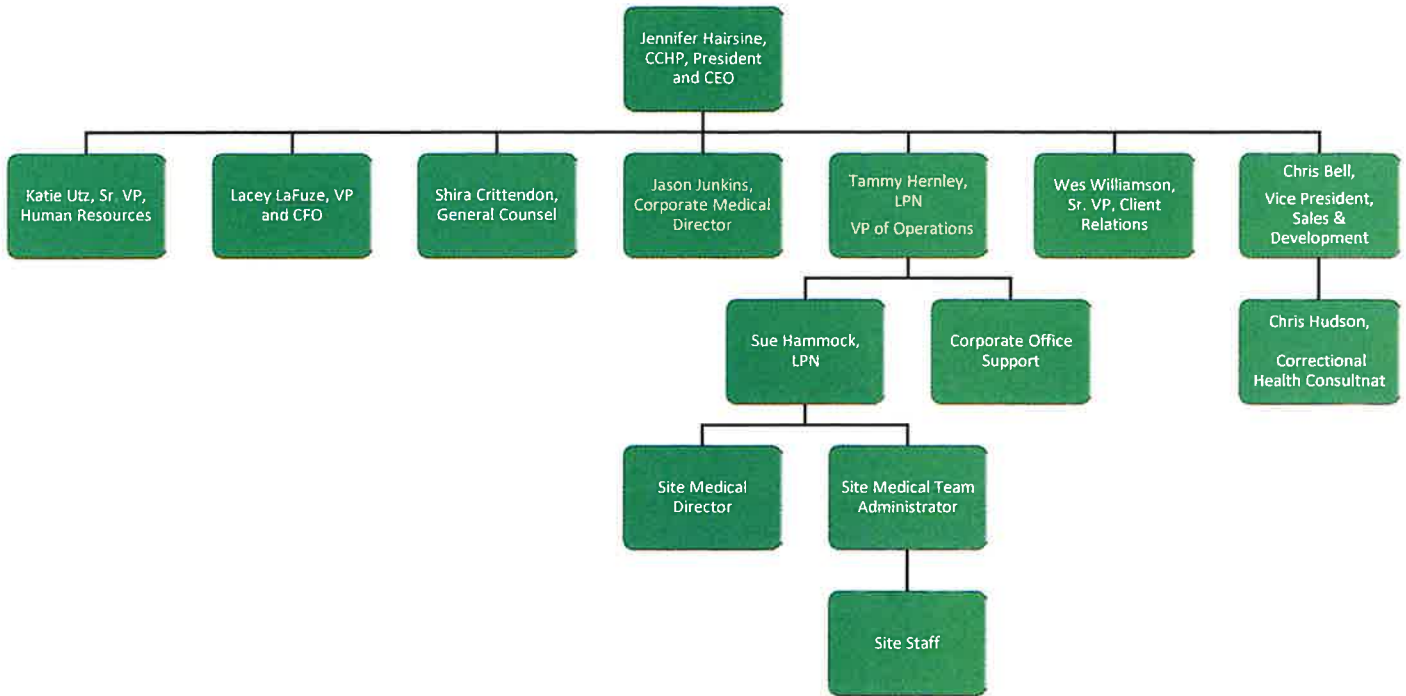 Jennifer Hairsine,
CCHP, President
and CEO
Katie Utz, Sr. VP,
Human Resources
Lacey LaFuze, VP
and CFO
Shira Crittendon,
General Counsel
Jason Junkins,
Corporate Medical
Director
Tammy Hernley,
LPN
VP of Operations
Wes Williamson,
Sr. VP, Client
Relations
Chris Bell,
Vice President,
Sales &
Development
Sue Hammock,
LPN
Corporate Office
Support
Chris Hudson,
Correctional
Health Consultnat
Site Medical
Director
Site Medical Team
Administrator
Site Staff